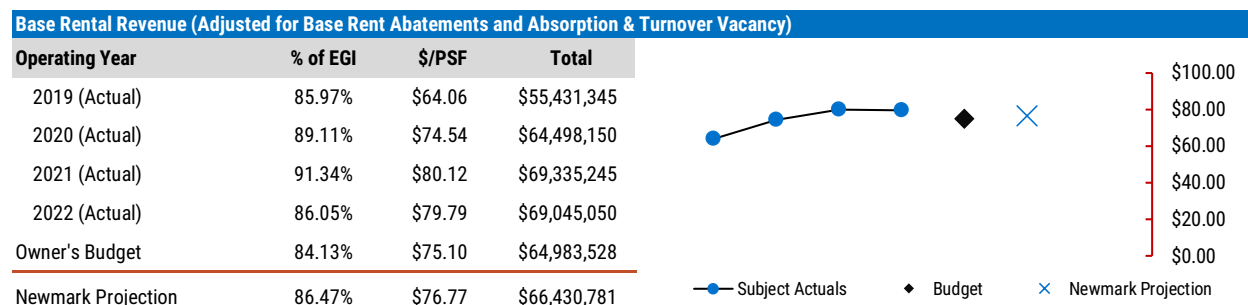 Base Rental Revenue (Adjusted for Base Rent Abatements and Absorption & Turnover Vacancy)
Operating Year % of EGI $/PSF Total
2019 (Actual) 85.97% $64.06 $55,431,345
2020 (Actual) 89.11% $74.54 $64,498,150
2021 (Actual) 91.34% $80.12 $69,335,245
2022 (Actual) 86.05% $79.79 $69,045,050
Owner's Budget 84.13% $75.10 $64,983,528
Newmark Projection 86.47% $76.77 $66,430,781
$100.00
$80.00
$60.00
$40.00
$20.00
$0.00
Subject Actuals Budget Newmark Projection